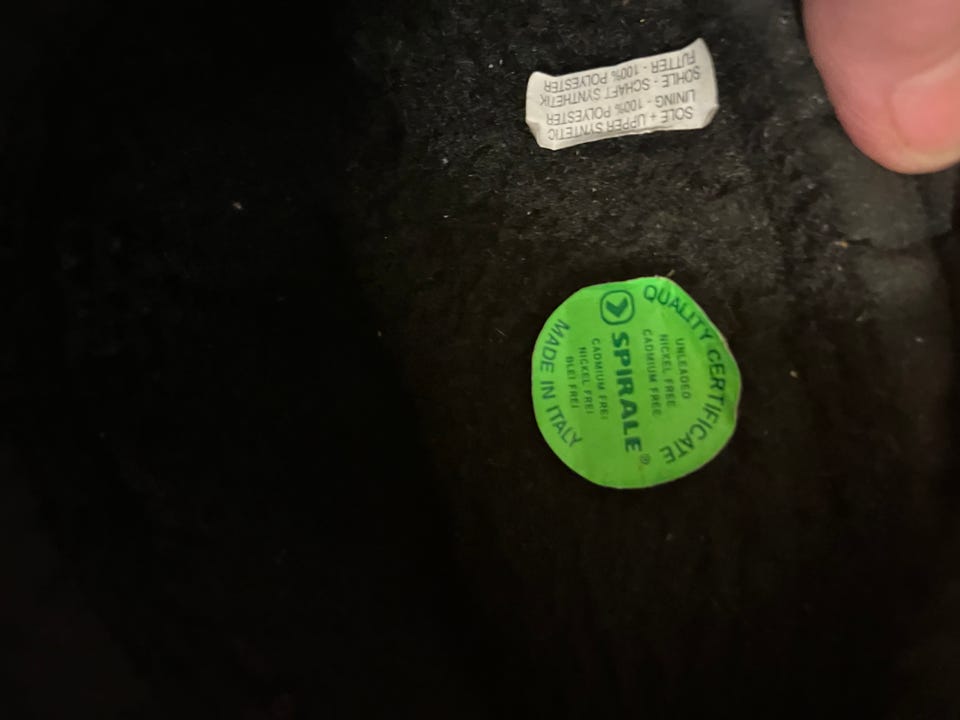 SOLE + UPPER SYNTETIC
LINING - 100% POLYESTER
SOHLE - SCHAFT SYNTHETIK
FUTTER - 100% POLYESTER
QUALITY CERTIFICATE
UNLEADED
NICKEL FREE
CADMIUM FREE
SPIRALE®
CADMIUM FREI
NICKEL FREI
BLEI FREI
MADE IN ITALY